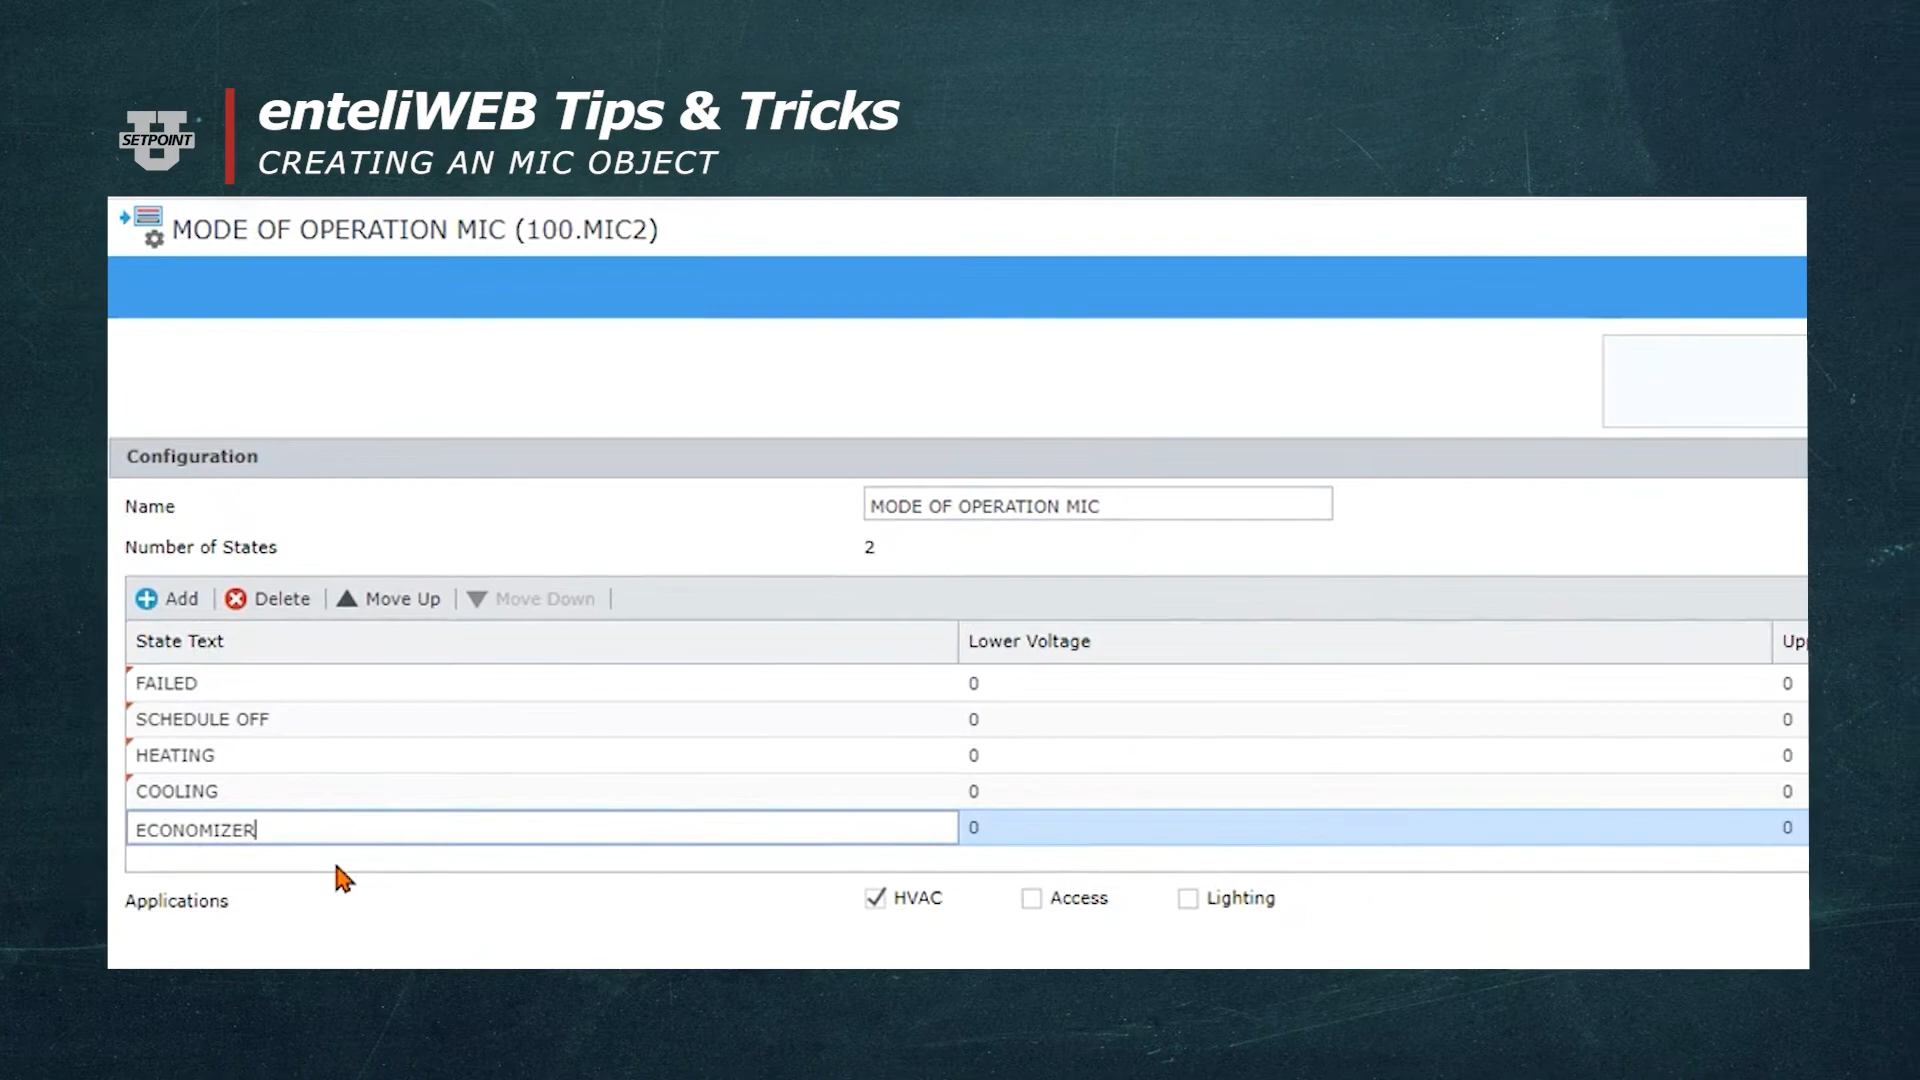 enteliWEB Tips & Tricks
U SETPOINT
CREATING AN MIC OBJECT
MODE OF OPERATION MIC (100.MIC2)
Configuration
Name MODE OF OPERATION MIC
Number of States 2
Add Delete Move Up Move Down
State Text Lower Voltage Upp
FAILED 0 0
SCHEDULE OFF 0 0
HEATING 0 0
COOLING 0 0
ECONOMIZER 0 0
Applications HVAC Access Lighting